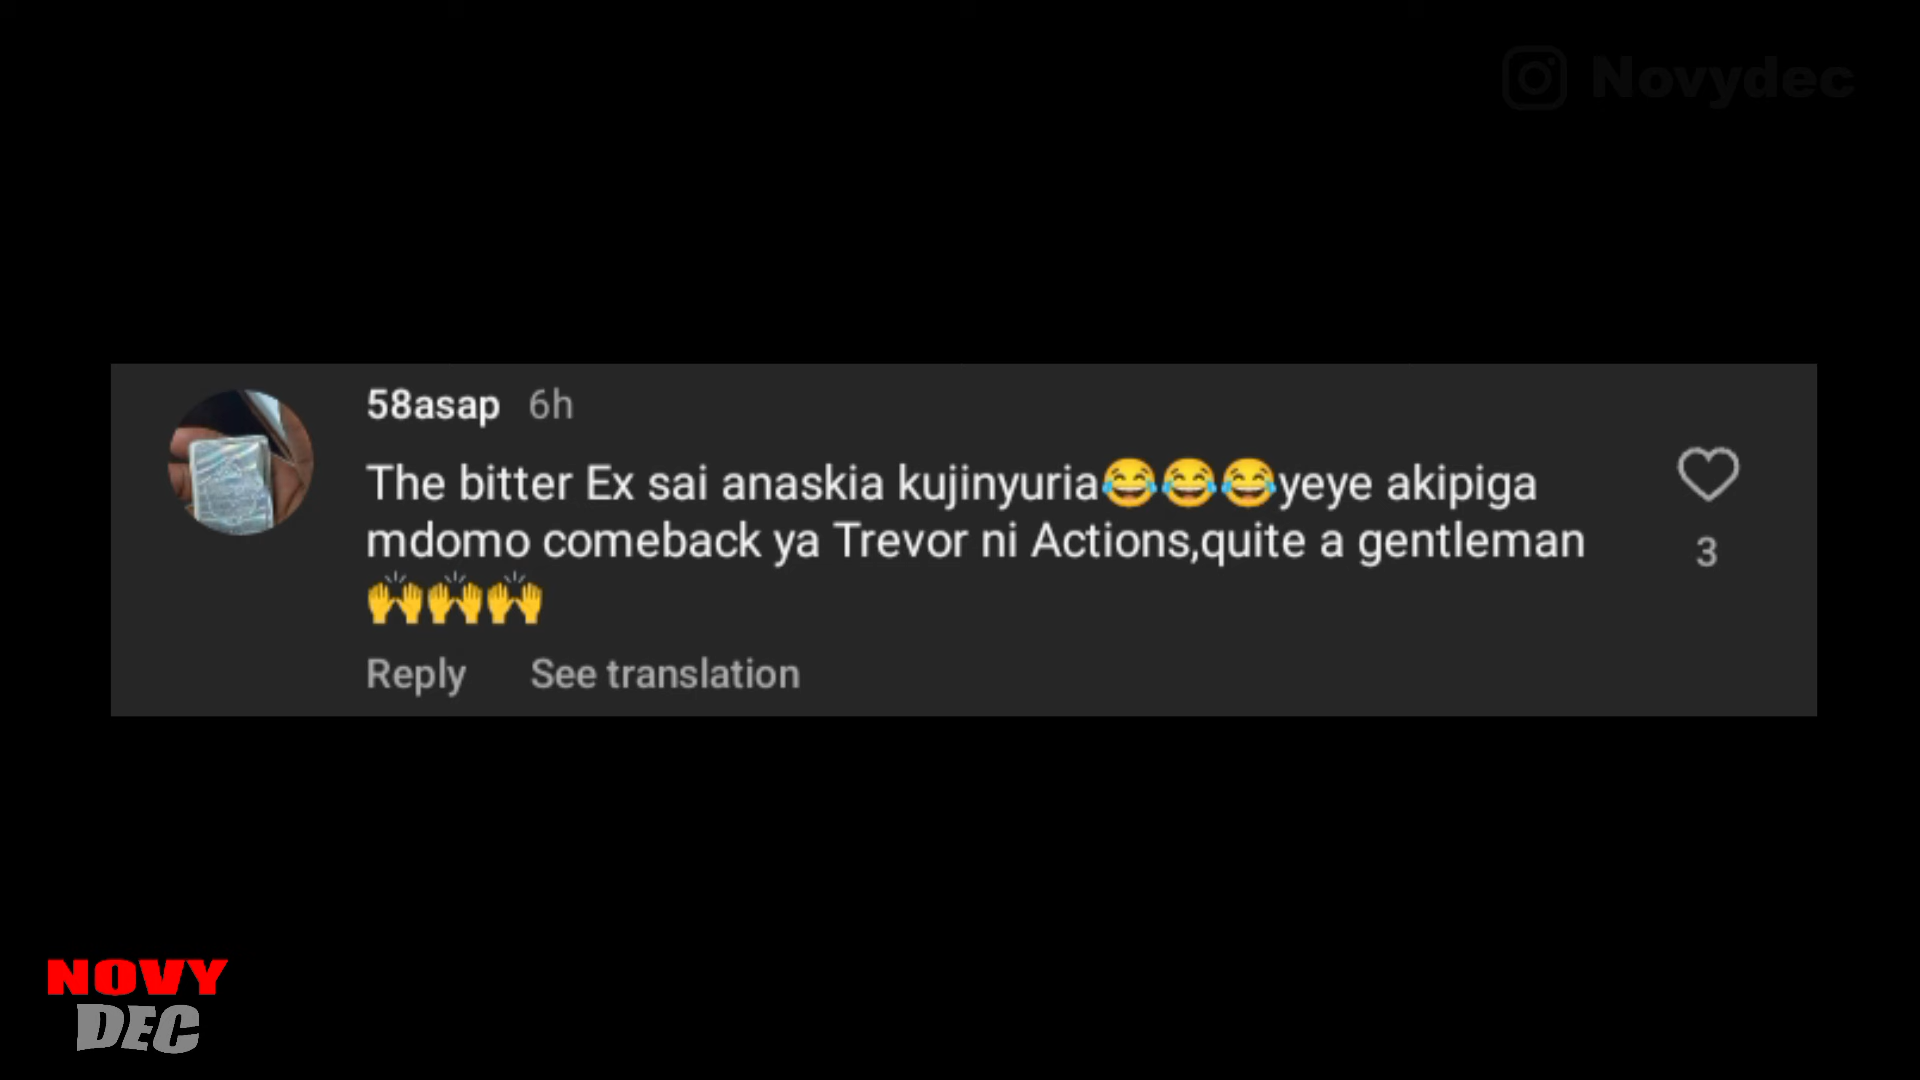 Novydec
58asap 6h
The bitter Ex sai anaskia kujinyuria😂😂😂yeye akipiga
mdomo comeback ya Trevor ni Actions,quite a gentleman
🙌🙌🙌
3
Reply See translation
NOVY
DEC